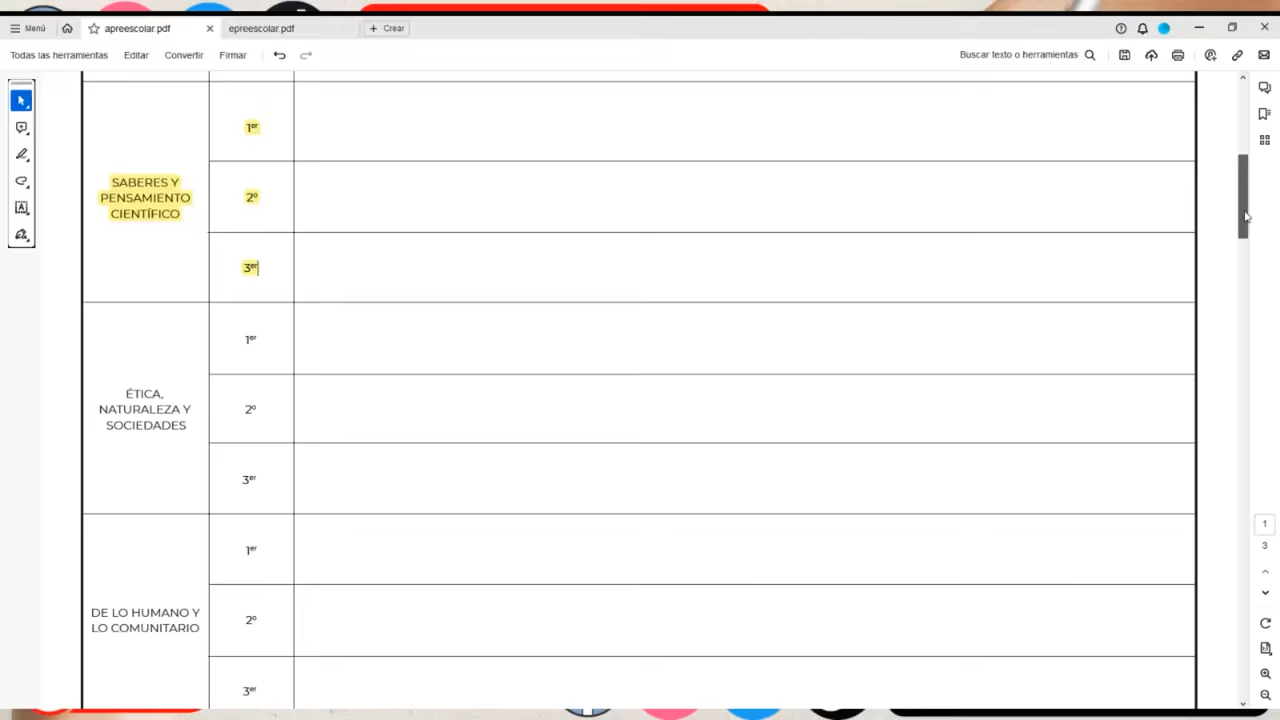 Menú
apreescolar.pdf
epreescolar.pdf
Crear
Todas las herramientas
Editar
Convertir
Firmar
Buscar texto o herramientas
SABERES Y
PENSAMIENTO
CIENTÍFICO
1er
2º
3er
ÉTICA,
NATURALEZA Y
SOCIEDADES
1er
2º
3er
DE LO HUMANO Y
LO COMUNITARIO
1er
2º
3er
1
3